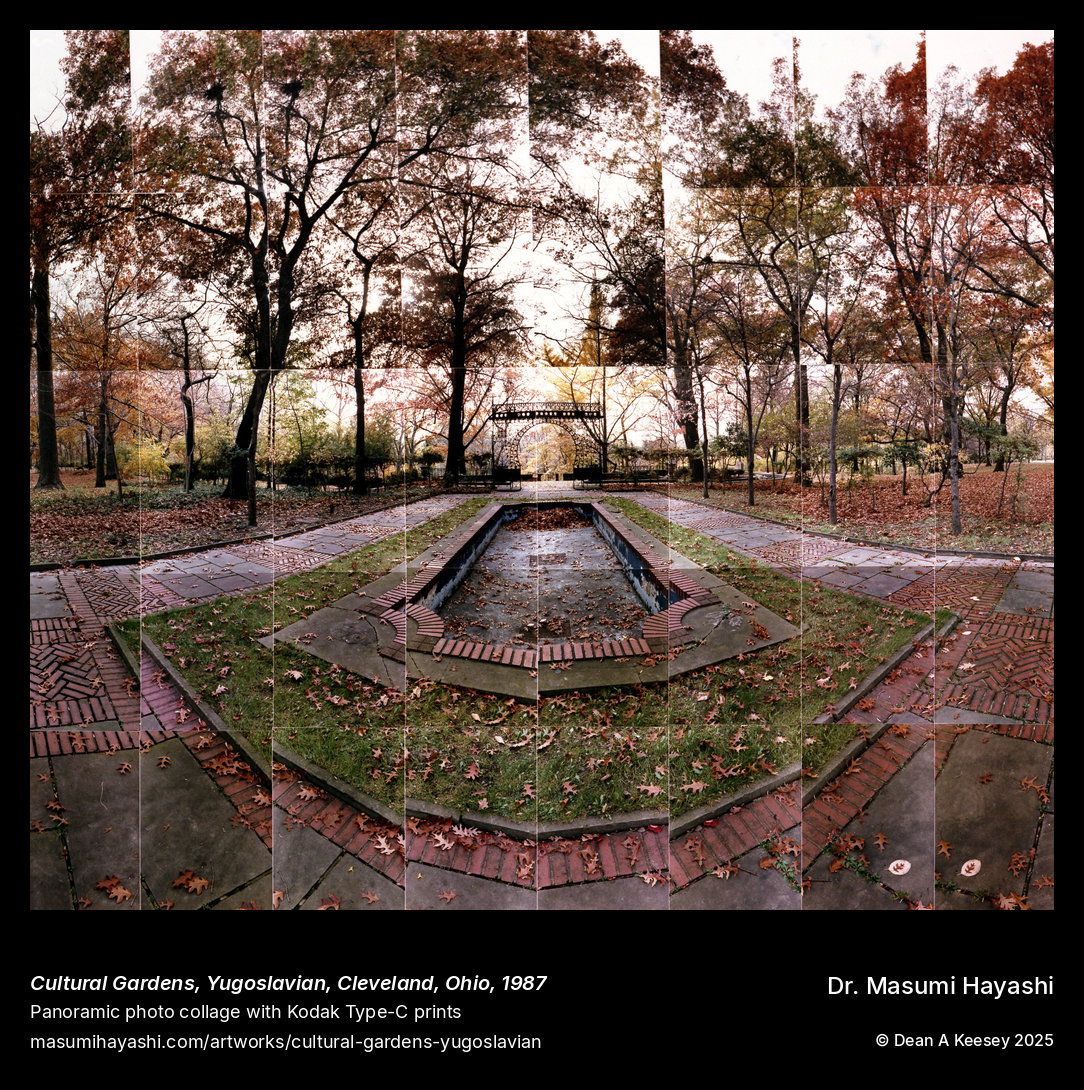 Cultural Gardens, Yugoslavian, Cleveland, Ohio, 1987
Panoramic photo collage with Kodak Type-C prints
masumihayashi.com/artworks/cultural-gardens-yugoslavian
Dr. Masumi Hayashi
© Dean A Keesey 2025